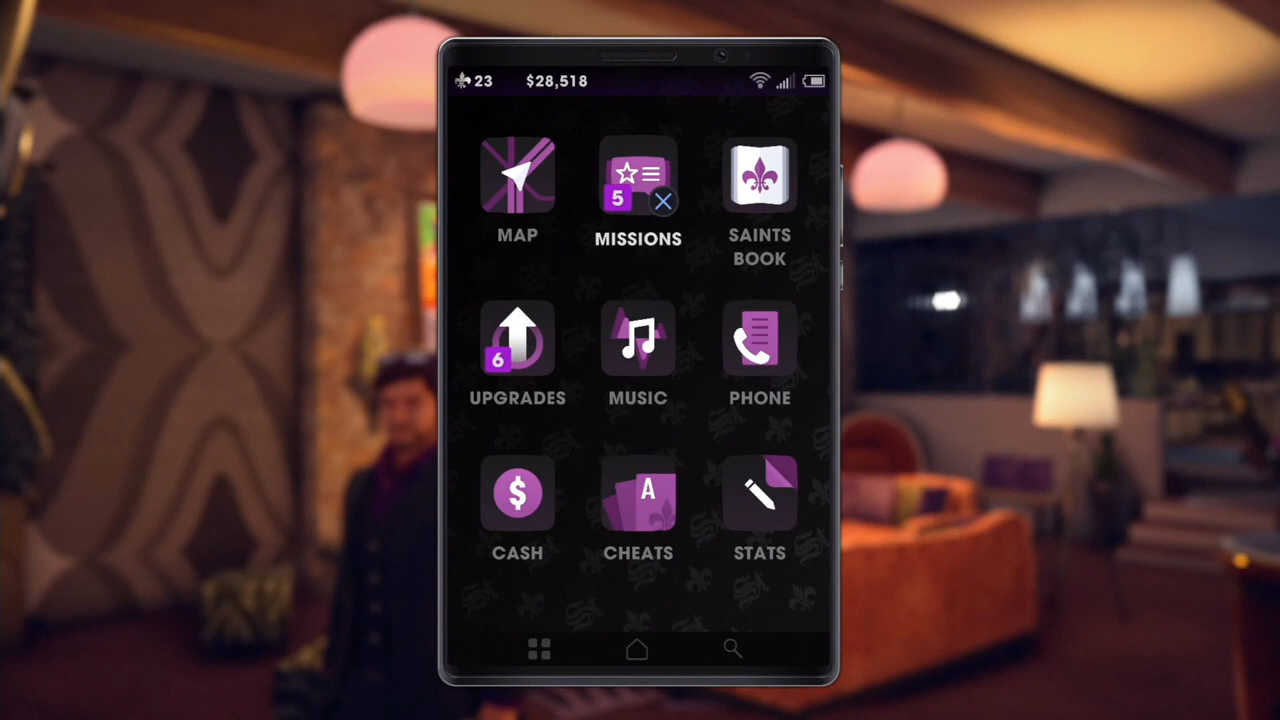 23 $28,518
MAP
5
MISSIONS
SAINTS
BOOK
6
UPGRADES
MUSIC
PHONE
$
CASH
A
CHEATS
STATS